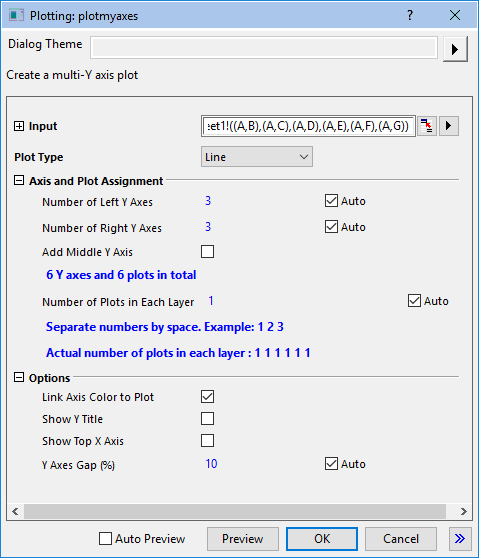 Plotting: plotmyaxes
Dialog Theme
Create a multi-Y axis plot
Input :et1!((A,B),(A,C),(A,D),(A,E),(A,F),(A,G))
Plot Type Line
Axis and Plot Assignment
Number of Left Y Axes 3 Auto
Number of Right Y Axes 3 Auto
Add Middle Y Axis
6 Y axes and 6 plots in total
Number of Plots in Each Layer 1 Auto
Separate numbers by space. Example: 1 2 3
Actual number of plots in each layer : 1 1 1 1 1 1
Options
Link Axis Color to Plot
Show Y Title
Show Top X Axis
Y Axes Gap (%) 10 Auto
Auto Preview Preview OK Cancel